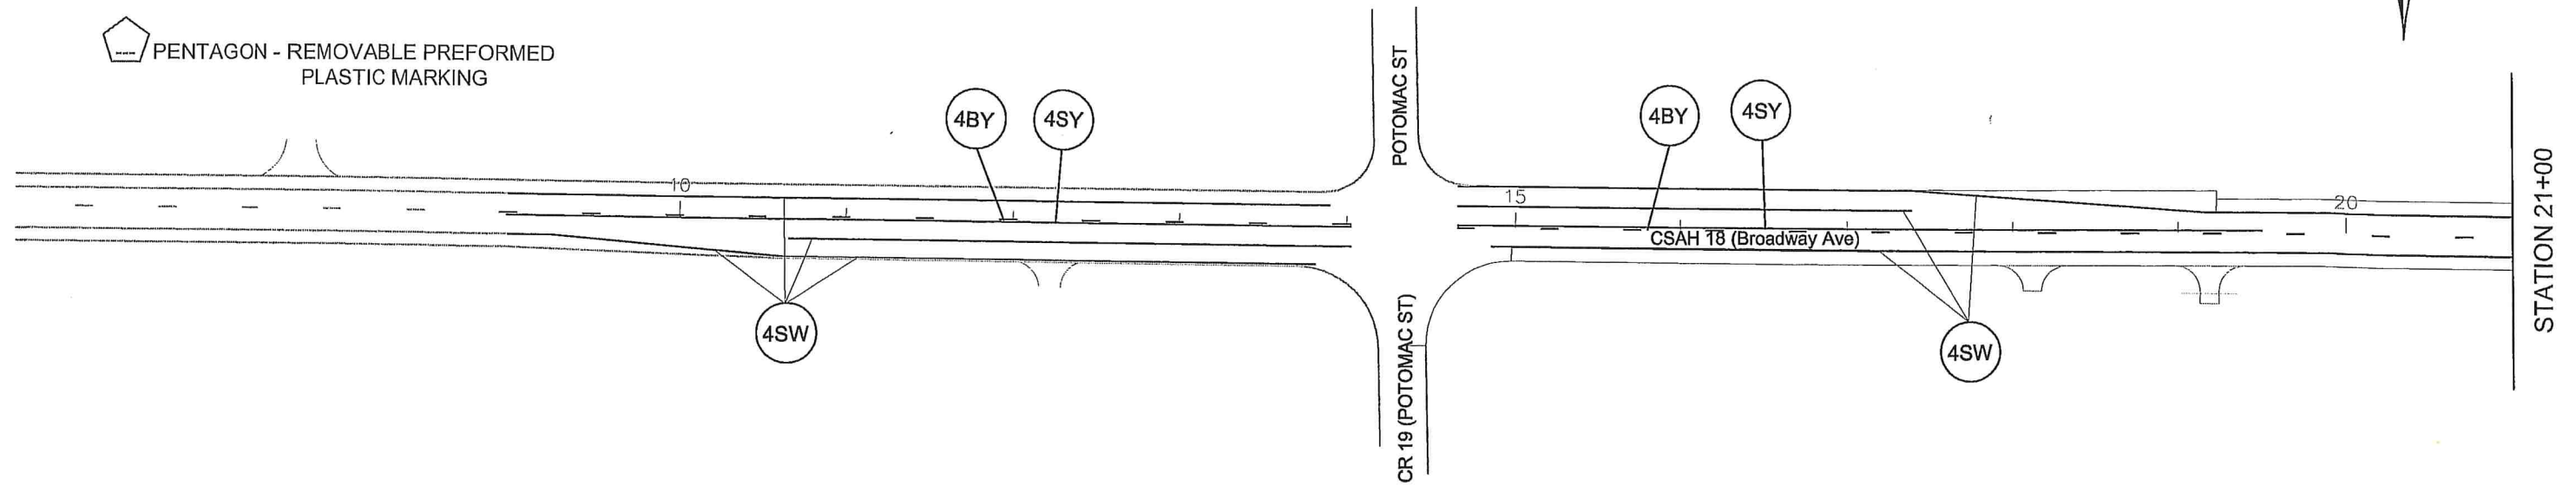 PENTAGON - REMOVABLE PREFORMED
PLASTIC MARKING
POTOMAC ST
4BY
4SY
4BY
4SY
10
15
20
CSAH 18 (Broadway Ave)
4SW
4SW
CR 19 (POTOMAC ST)
STATION 21+00